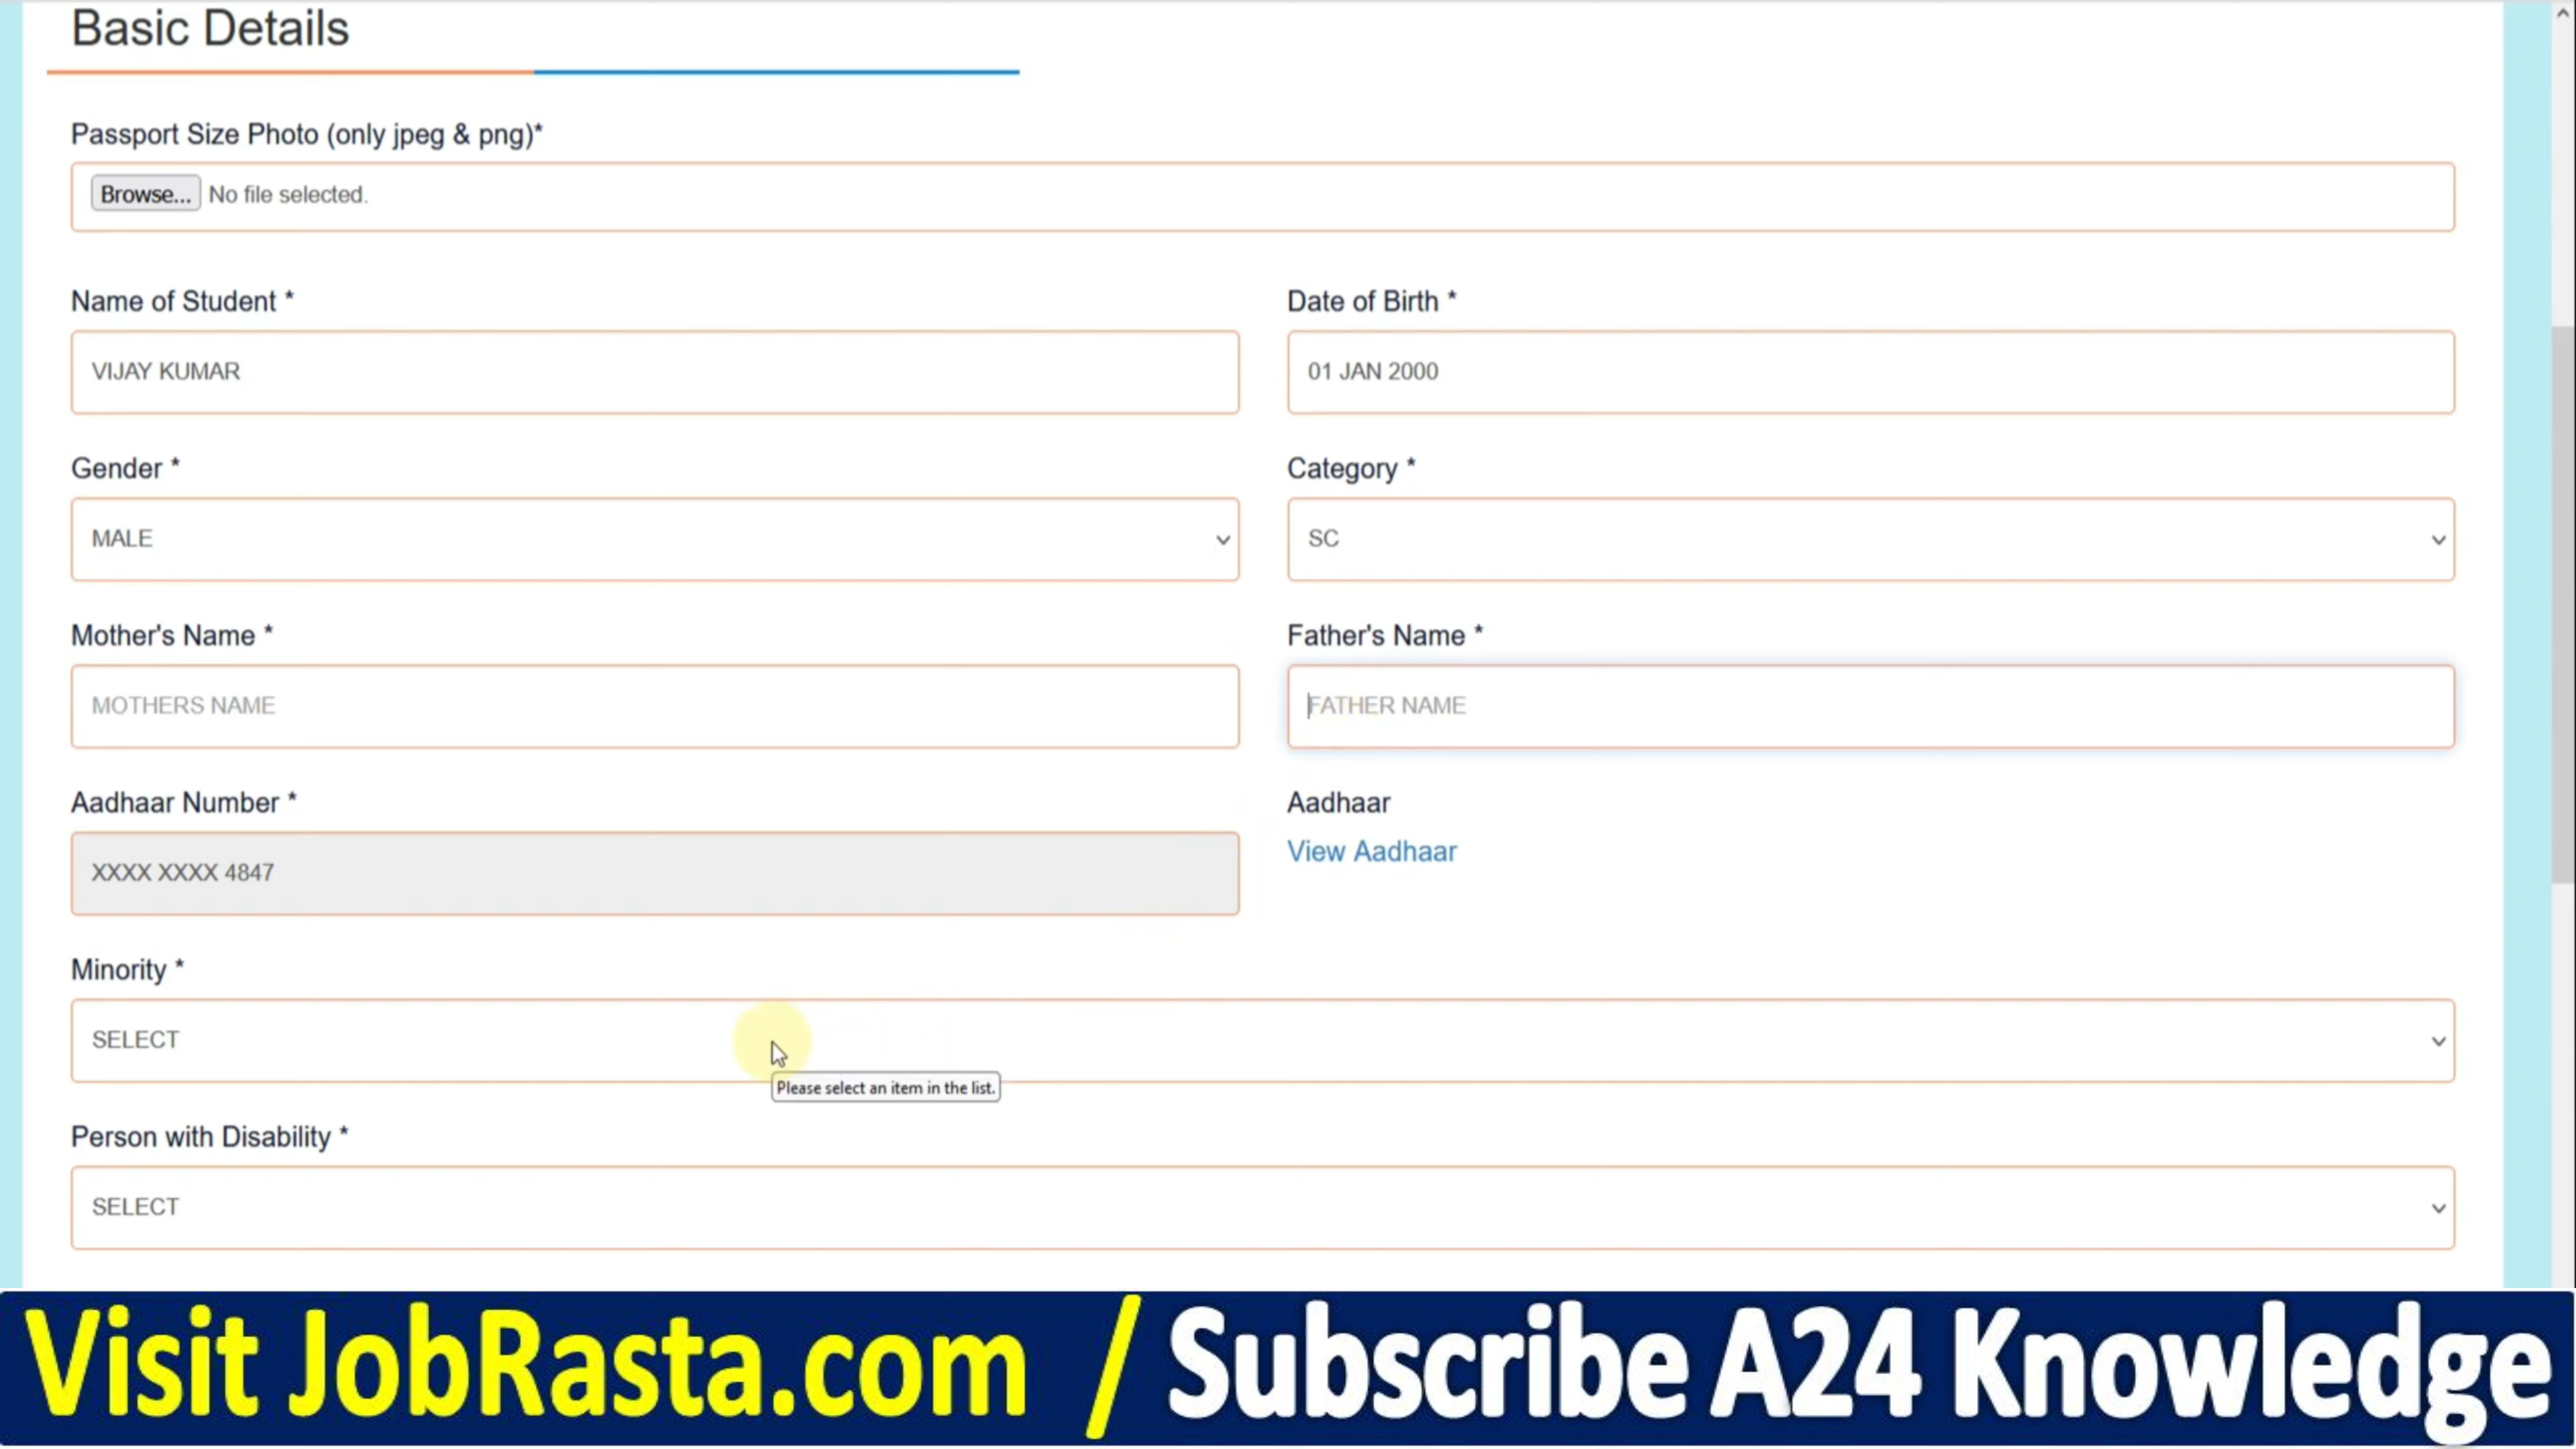 Basic Details
Passport Size Photo (only jpeg & png)*
Browse... No file selected.
Name of Student * Date of Birth *
VIJAY KUMAR 01 JAN 2000
Gender * Category *
MALE SC
Mother's Name * Father's Name *
MOTHERS NAME FATHER NAME
Aadhaar Number * Aadhaar
XXXX XXXX 4847 View Aadhaar
Minority *
SELECT
Please select an item in the list.
Person with Disability *
SELECT
Visit JobRasta.com / Subscribe A24 Knowledge